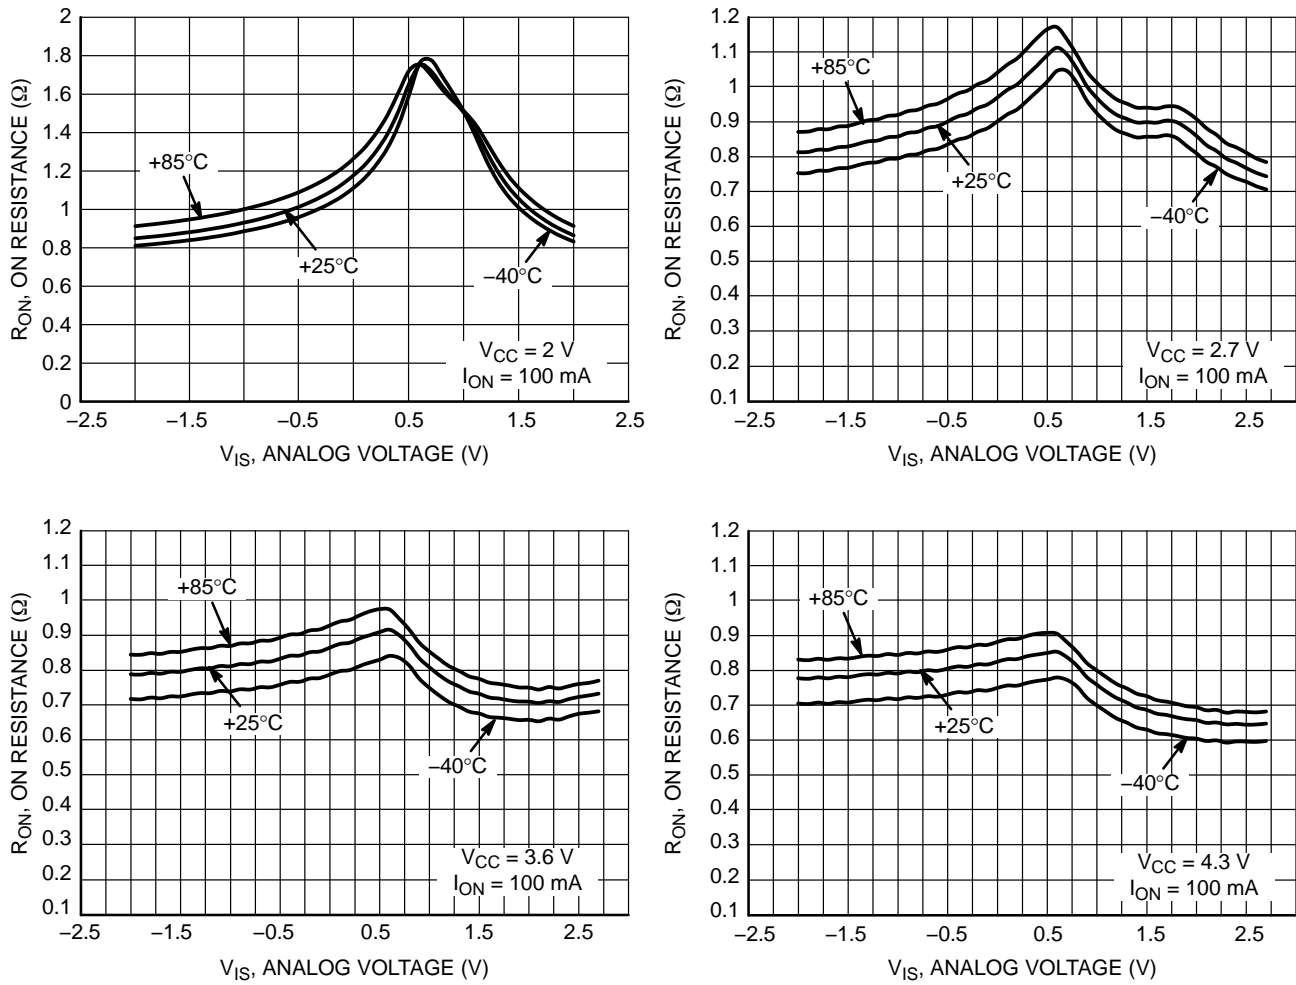 2
1.8
1.6
1.4
1.2
1
0.8
0.6
0.4
0.2
0
RON, ON RESISTANCE (Ω)
+85°C
+25°C
−40°C
VCC = 2 V
ION = 100 mA
−2.5 −1.5 −0.5 0.5 1.5 2.5
VIS, ANALOG VOLTAGE (V)
1.2
1.1
1
0.9
0.8
0.7
0.6
0.5
0.4
0.3
0.2
0.1
RON, ON RESISTANCE (Ω)
+85°C
+25°C
−40°C
VCC = 2.7 V
ION = 100 mA
−2.5 −1.5 −0.5 0.5 1.5 2.5
VIS, ANALOG VOLTAGE (V)
1.2
1.1
1
0.9
0.8
0.7
0.6
0.5
0.4
0.3
0.2
0.1
RON, ON RESISTANCE (Ω)
+85°C
+25°C
−40°C
VCC = 3.6 V
ION = 100 mA
−2.5 −1.5 −0.5 0.5 1.5 2.5
VIS, ANALOG VOLTAGE (V)
1.2
1.1
1
0.9
0.8
0.7
0.6
0.5
0.4
0.3
0.2
0.1
RON, ON RESISTANCE (Ω)
+85°C
+25°C
−40°C
VCC = 4.3 V
ION = 100 mA
−2.5 −1.5 −0.5 0.5 1.5 2.5
VIS, ANALOG VOLTAGE (V)